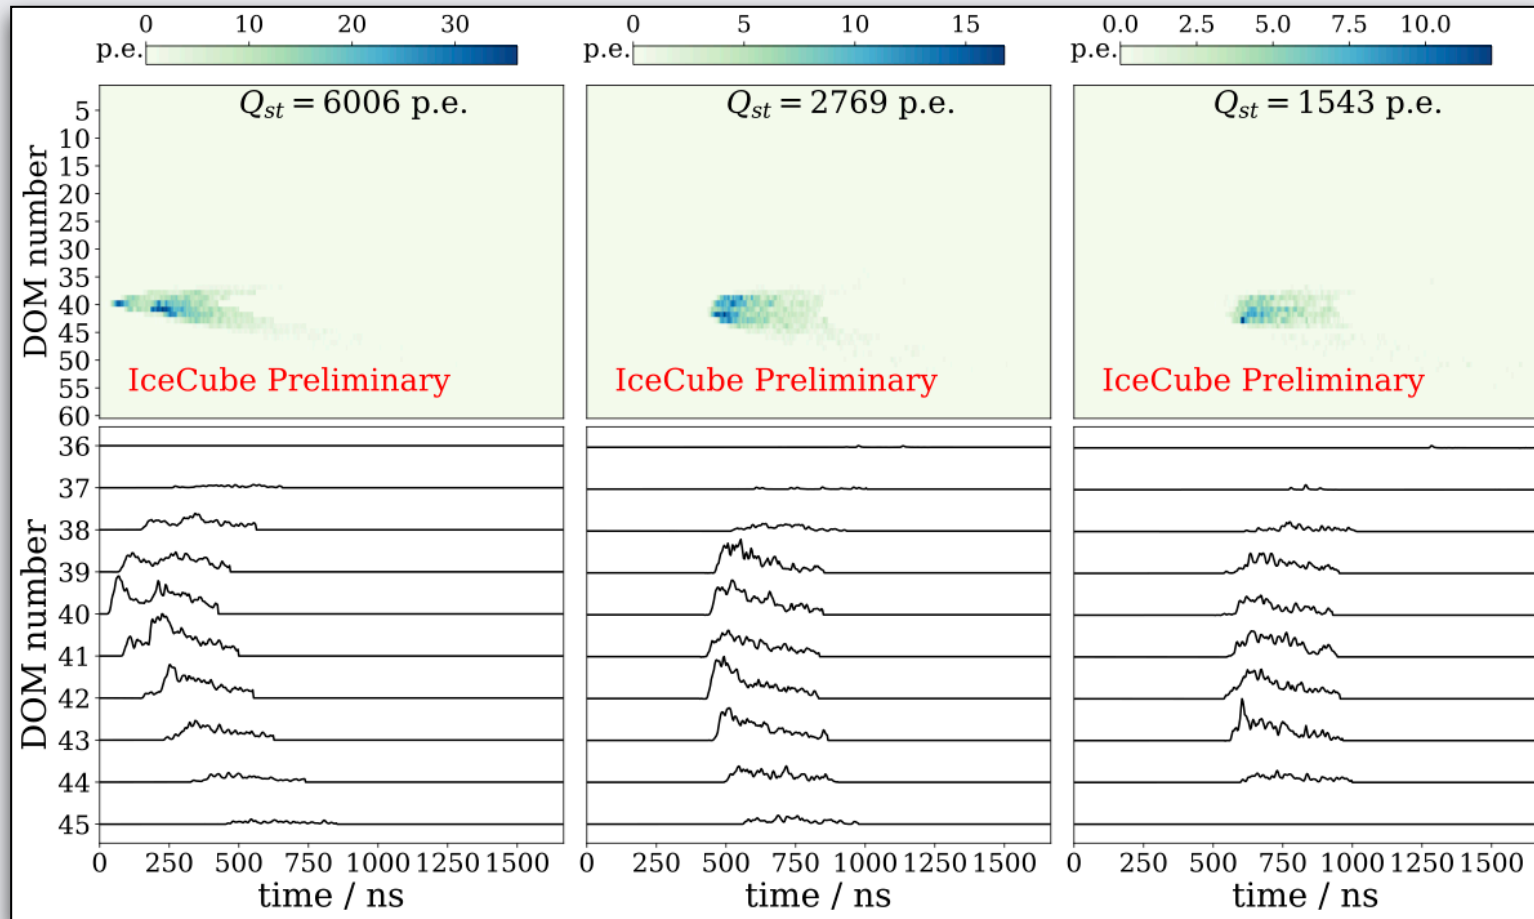 0 10 20 30
p.e.
0 5 10 15
p.e.
0.0 2.5 5.0 7.5 10.0
p.e.
DOM number
5
10
15
20
25
30
35
40
45
50
55
60
Q_st = 6006 p.e.
IceCube Preliminary
Q_st = 2769 p.e.
IceCube Preliminary
Q_st = 1543 p.e.
IceCube Preliminary
DOM number
36
37
38
39
40
41
42
43
44
45
0 250 500 750 1000 1250 1500
time / ns
0 250 500 750 1000 1250 1500
time / ns
0 250 500 750 1000 1250 1500
time / ns